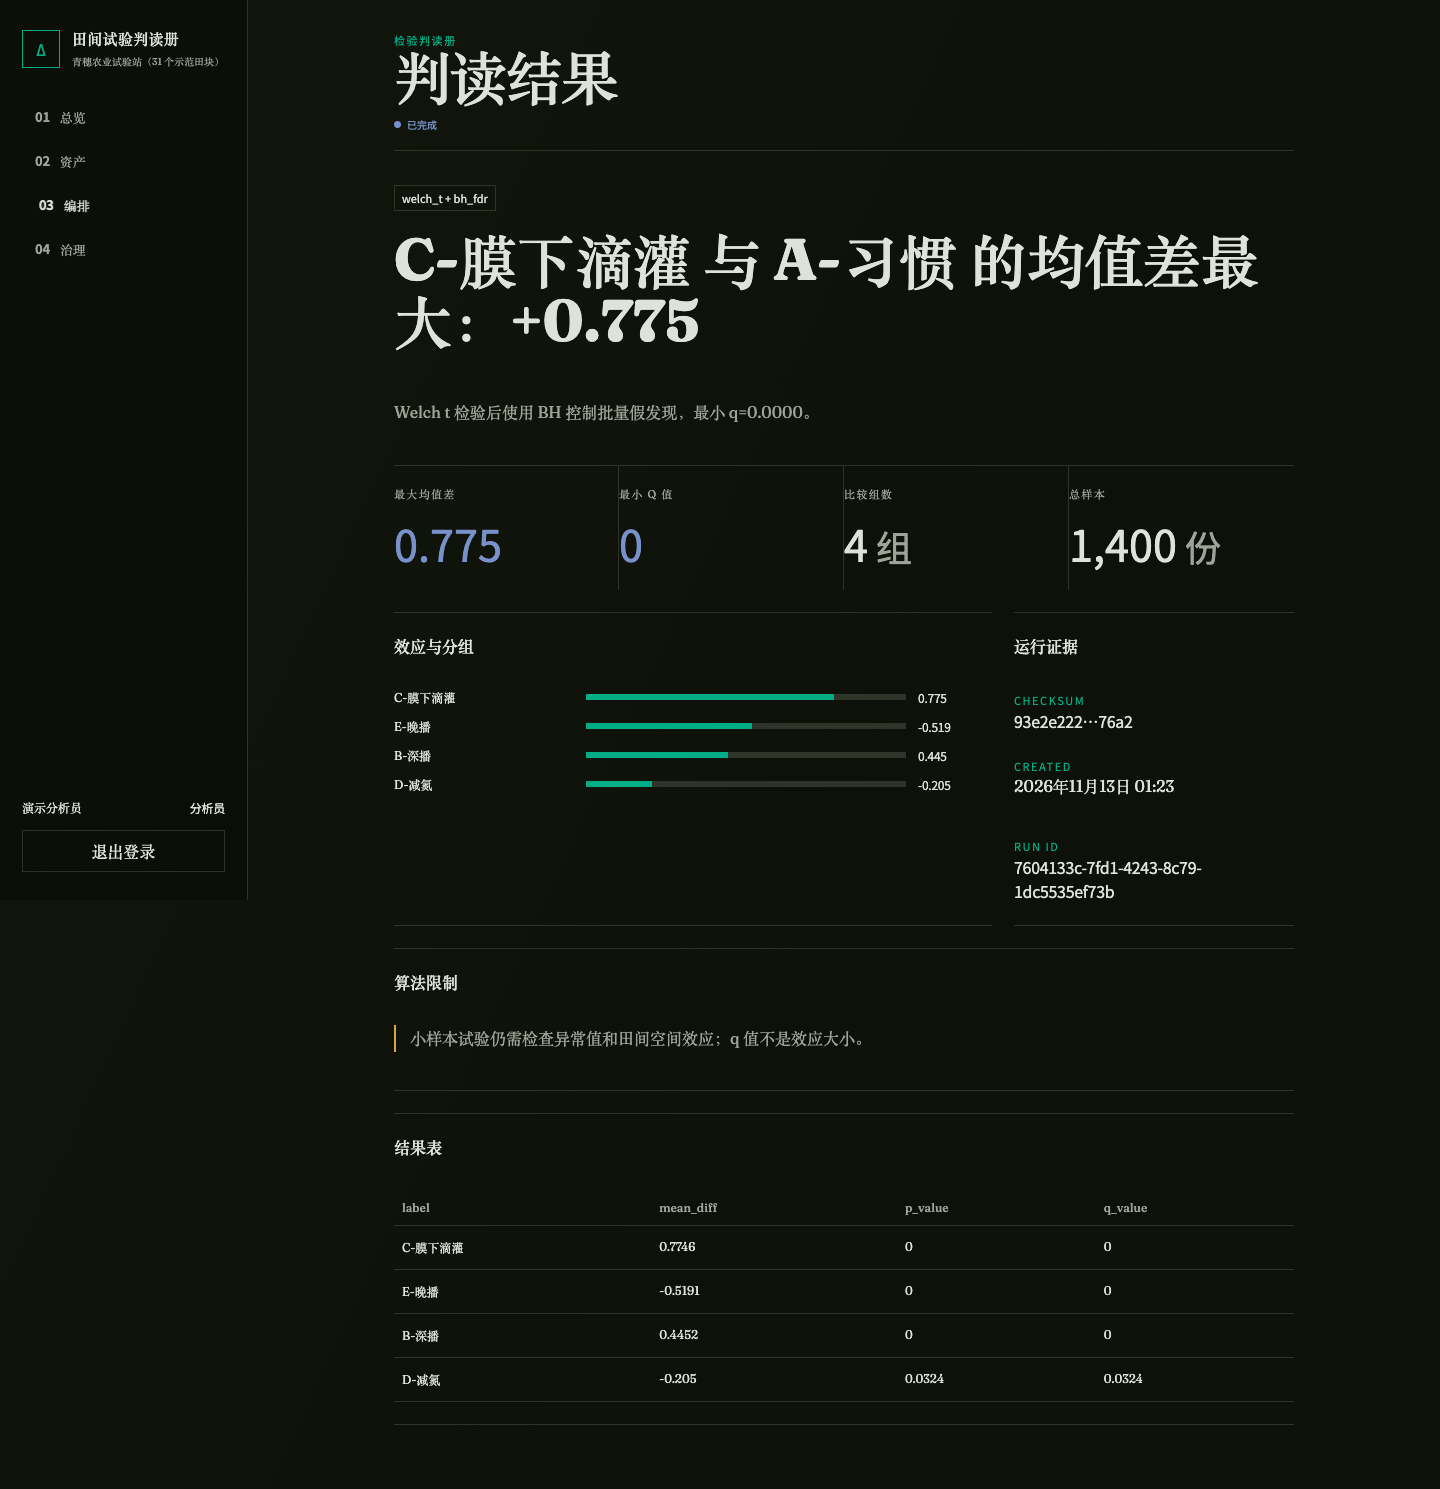 Δ
田间试验判读册
青穗农业试验站（31 个示范田块）
01 总览
02 资产
03 编排
04 治理
演示分析员 分析员
退出登录
检验判读册
判读结果
已完成
welch_t + bh_fdr
C-膜下滴灌 与 A-习惯 的均值差最
大：+0.775
Welch t 检验后使用 BH 控制批量假发现，最小 q=0.0000。
最大均值差
0.775
最小 Q 值
0
比较组数
4 组
总样本
1,400 份
效应与分组
C-膜下滴灌 0.775
E-晚播 -0.519
B-深播 0.445
D-减氮 -0.205
运行证据
CHECKSUM
93e2e222…76a2
CREATED
2026年11月13日 01:23
RUN ID
7604133c-7fd1-4243-8c79-
1dc5535ef73b
算法限制
小样本试验仍需检查异常值和田间空间效应；q 值不是效应大小。
结果表
label mean_diff p_value q_value
C-膜下滴灌 0.7746 0 0
E-晚播 -0.5191 0 0
B-深播 0.4452 0 0
D-减氮 -0.205 0.0324 0.0324